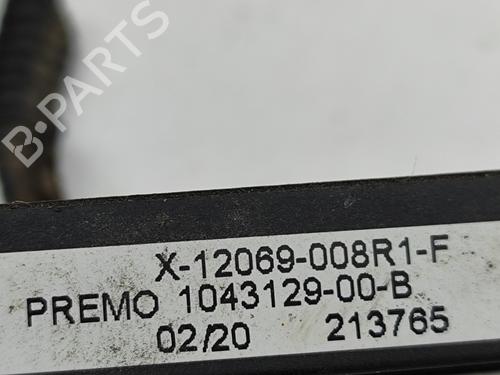 B-PARTS
X-12069-008R1-F
PREMO 1043129-00-B
02/20 213765